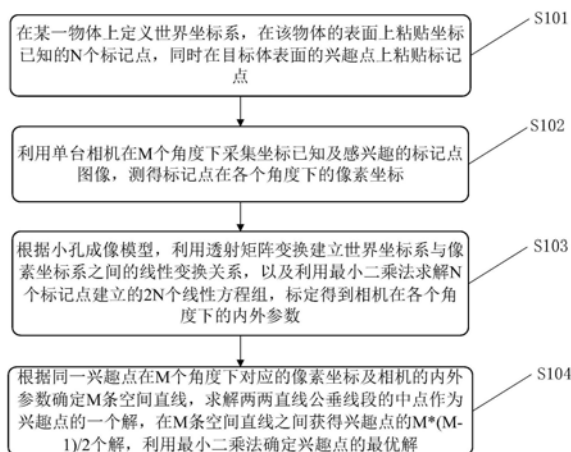 S101
在某一物体上定义世界坐标系，在该物体的表面上粘贴坐标
已知的N个标记点，同时在目标体表面的兴趣点上粘贴标记
点
S102
利用单台相机在M个角度下采集坐标已知及感兴趣的标记点
图像，测得标记点在各个角度下的像素坐标
S103
根据小孔成像模型，利用透射矩阵变换建立世界坐标系与像
素坐标系之间的线性变换关系，以及利用最小二乘法求解N
个标记点建立的2N个线性方程组，标定得到相机在各个角
度下的内外参数
S104
根据同一兴趣点在M个角度下对应的像素坐标及相机的内外
参数确定M条空间直线，求解两两直线公垂线段的中点作为
兴趣点的一个解，在M条空间直线之间获得兴趣点的M*(M-
1)/2个解，利用最小二乘法确定兴趣点的最优解